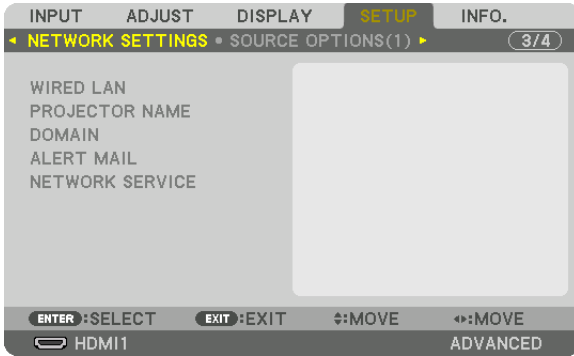 INPUT ADJUST DISPLAY SETUP INFO.
NETWORK SETTINGS • SOURCE OPTIONS(1) 3/4
WIRED LAN
PROJECTOR NAME
DOMAIN
ALERT MAIL
NETWORK SERVICE
ENTER :SELECT EXIT :EXIT :MOVE :MOVE
HDMI1 ADVANCED